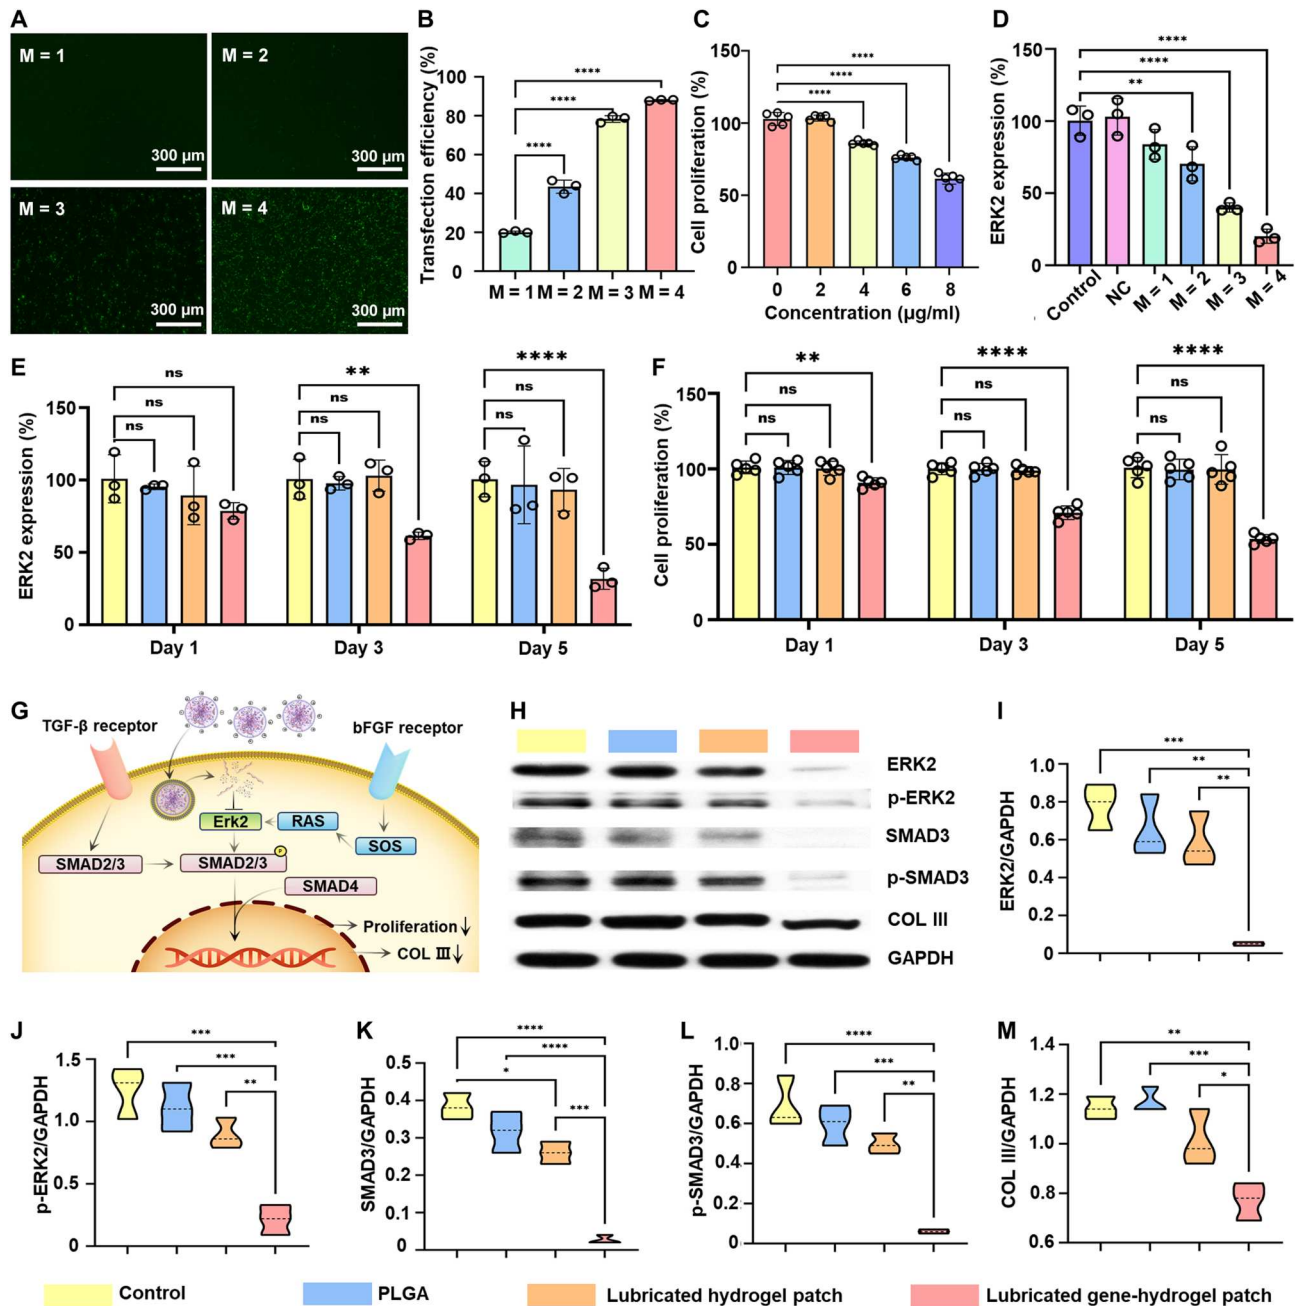 A
M = 1
300 µm
M = 2
300 µm
M = 3
300 µm
M = 4
300 µm
B
Transfection efficiency (%)
100
80
60
40
20
0
****
****
****
M = 1 M = 2 M = 3 M = 4
C
Cell proliferation (%)
150
100
50
0
****
****
****
0 2 4 6 8
Concentration (µg/ml)
D
ERK2 expression (%)
150
100
50
0
****
****
**
Control NC M = 1 M = 2 M = 3 M = 4
E
ERK2 expression (%)
150
100
50
0
ns
ns
ns
**
ns
ns
****
ns
ns
Day 1 Day 3 Day 5
F
Cell proliferation (%)
150
100
50
0
**
ns
ns
****
ns
ns
****
ns
ns
Day 1 Day 3 Day 5
G
TGF-β receptor
bFGF receptor
Erk2
RAS
SOS
SMAD2/3
SMAD2/3
P
SMAD4
Proliferation↓
COL Ⅲ↓
H
ERK2
p-ERK2
SMAD3
p-SMAD3
COL III
GAPDH
I
ERK2/GAPDH
1.0
0.8
0.6
0.4
0.2
0
***
**
**
J
p-ERK2/GAPDH
1.5
1.0
0.5
0
***
***
**
K
SMAD3/GAPDH
0.5
0.4
0.3
0.2
0.1
0
****
****
*
***
L
p-SMAD3/GAPDH
1.0
0.8
0.6
0.4
0.2
0
****
***
**
M
COL III/GAPDH
1.4
1.2
1.0
0.8
0.6
**
***
*
Control
PLGA
Lubricated hydrogel patch
Lubricated gene-hydrogel patch